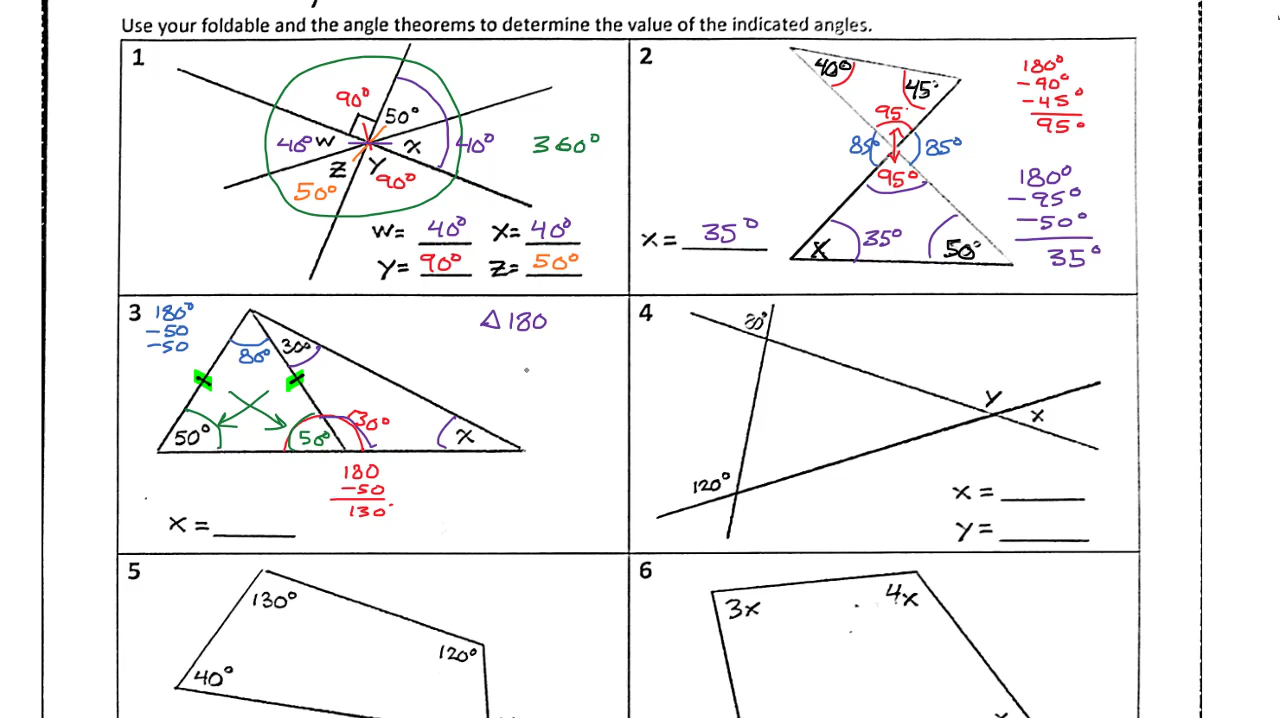 Use your foldable and the angle theorems to determine the value of the indicated angles.
1
90°
50°
40° W
X
40°
360°
Z
Y
50°
90°
W= 40° X= 40°
Y= 90° Z= 50°
2
40°
45°
95°
85°
85°
95°
X
35°
50°
x = 35°
180°
-90°
-45°
95°
180°
-95°
-50°
35°
3
180°
-50
-50
80°
30°
△180
50°
50°
130°
x
180
-50
130°
x =
4
80°
120°
y
x
x =
y =
5
130°
120°
40°
6
3x
4x